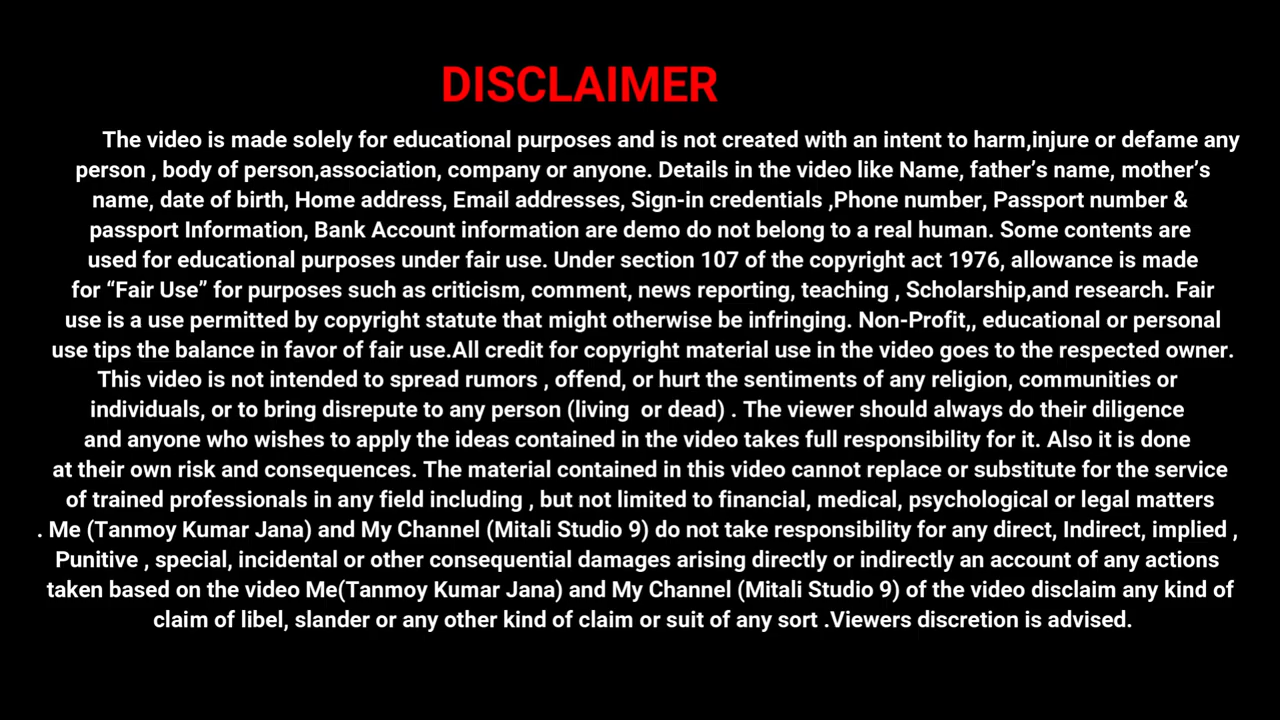 DISCLAIMER
The video is made solely for educational purposes and is not created with an intent to harm,injure or defame any
person , body of person,association, company or anyone. Details in the video like Name, father’s name, mother’s
name, date of birth, Home address, Email addresses, Sign-in credentials ,Phone number, Passport number &
passport Information, Bank Account information are demo do not belong to a real human. Some contents are
used for educational purposes under fair use. Under section 107 of the copyright act 1976, allowance is made
for “Fair Use” for purposes such as criticism, comment, news reporting, teaching , Scholarship,and research. Fair
use is a use permitted by copyright statute that might otherwise be infringing. Non-Profit,, educational or personal
use tips the balance in favor of fair use.All credit for copyright material use in the video goes to the respected owner.
This video is not intended to spread rumors , offend, or hurt the sentiments of any religion, communities or
individuals, or to bring disrepute to any person (living  or dead) . The viewer should always do their diligence
and anyone who wishes to apply the ideas contained in the video takes full responsibility for it. Also it is done
at their own risk and consequences. The material contained in this video cannot replace or substitute for the service
of trained professionals in any field including , but not limited to financial, medical, psychological or legal matters
. Me (Tanmoy Kumar Jana) and My Channel (Mitali Studio 9) do not take responsibility for any direct, Indirect, implied ,
Punitive , special, incidental or other consequential damages arising directly or indirectly an account of any actions
taken based on the video Me(Tanmoy Kumar Jana) and My Channel (Mitali Studio 9) of the video disclaim any kind of
claim of libel, slander or any other kind of claim or suit of any sort .Viewers discretion is advised.